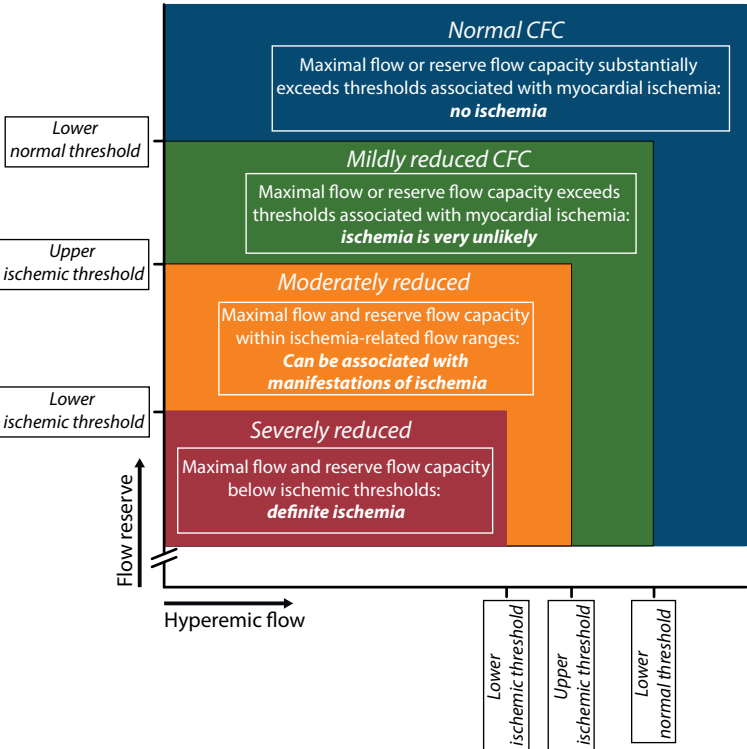 Normal CFC
Maximal flow or reserve flow capacity substantially
exceeds thresholds associated with myocardial ischemia:
no ischemia
Lower
normal threshold
Mildly reduced CFC
Maximal flow or reserve flow capacity exceeds
thresholds associated with myocardial ischemia:
ischemia is very unlikely
Upper
ischemic threshold
Moderately reduced
Maximal flow and reserve flow capacity
within ischemia-related flow ranges:
Can be associated with
manifestations of ischemia
Lower
ischemic threshold
Severely reduced
Maximal flow and reserve flow capacity
below ischemic thresholds:
definite ischemia
Flow reserve
Hyperemic flow
Lower
ischemic threshold
Upper
ischemic threshold
Lower
normal threshold